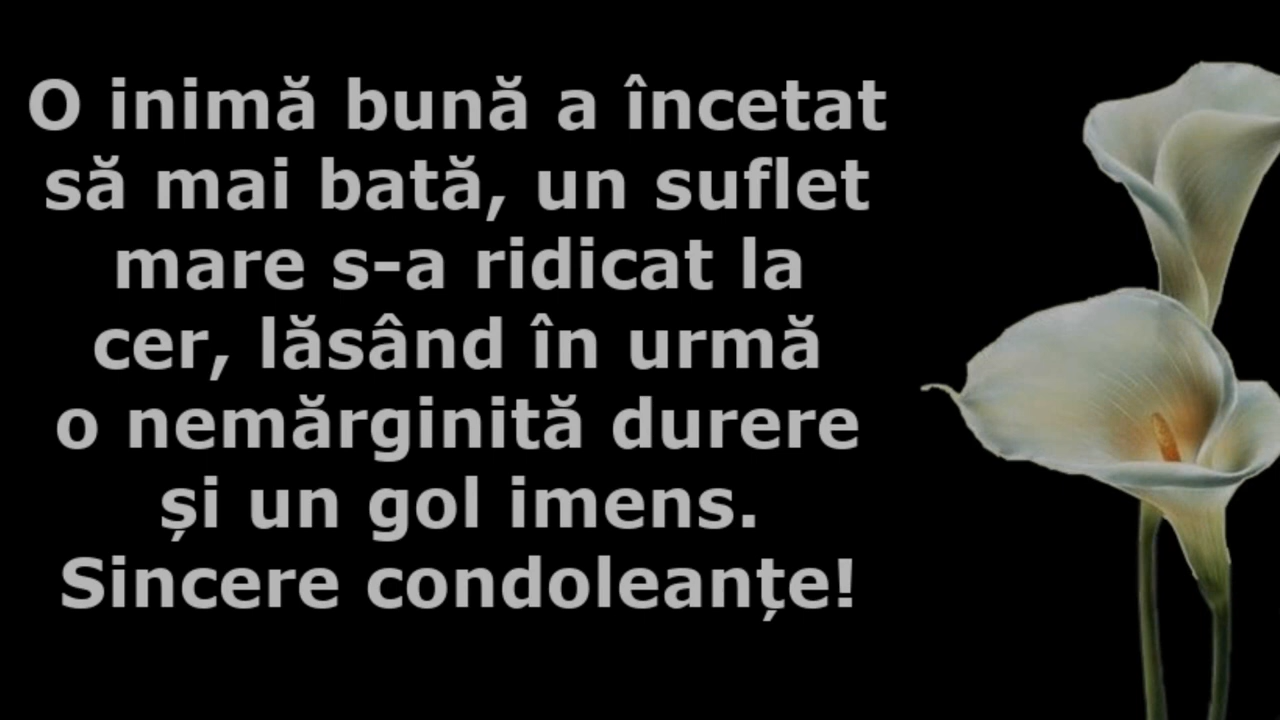 O inimă bună a încetat
să mai bată, un suflet
mare s-a ridicat la
cer, lăsând în urmă
o nemărginită durere
și un gol imens.
Sincere condoleanțe!